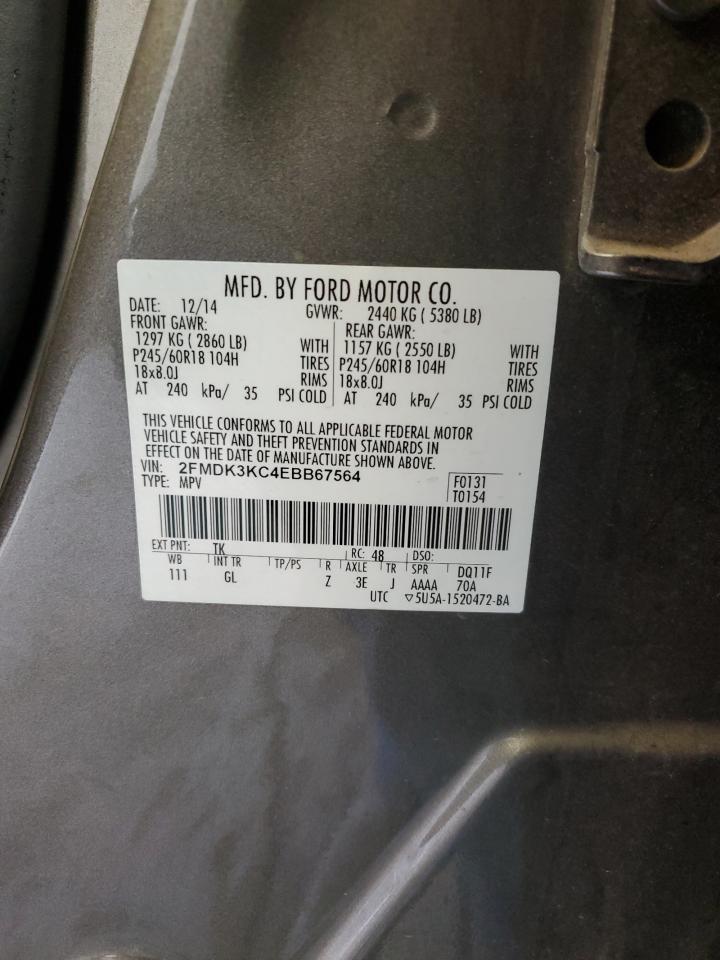 MFD. BY FORD MOTOR CO.
DATE: 12/14 GVWR: 2440 KG ( 5380 LB)
FRONT GAWR: REAR GAWR:
1297 KG ( 2860 LB) WITH 1157 KG ( 2550 LB) WITH
P245/60R18 104H TIRES P245/60R18 104H TIRES
18x8.0J RIMS 18x8.0J RIMS
AT 240 kPa/ 35 PSI COLD AT 240 kPa/ 35 PSI COLD
THIS VEHICLE CONFORMS TO ALL APPLICABLE FEDERAL MOTOR
VEHICLE SAFETY AND THEFT PREVENTION STANDARDS IN
EFFECT ON THE DATE OF MANUFACTURE SHOWN ABOVE.
VIN: 2FMDK3KC4EBB67564 F0131
TYPE: MPV T0154
EXT PNT: TK RC: 48 DSO:
WB INT TR TP/PS R AXLE TR SPR DQ11F
111 GL Z 3E J AAAA 70A
UTC ▽5U5A-1520472-BA